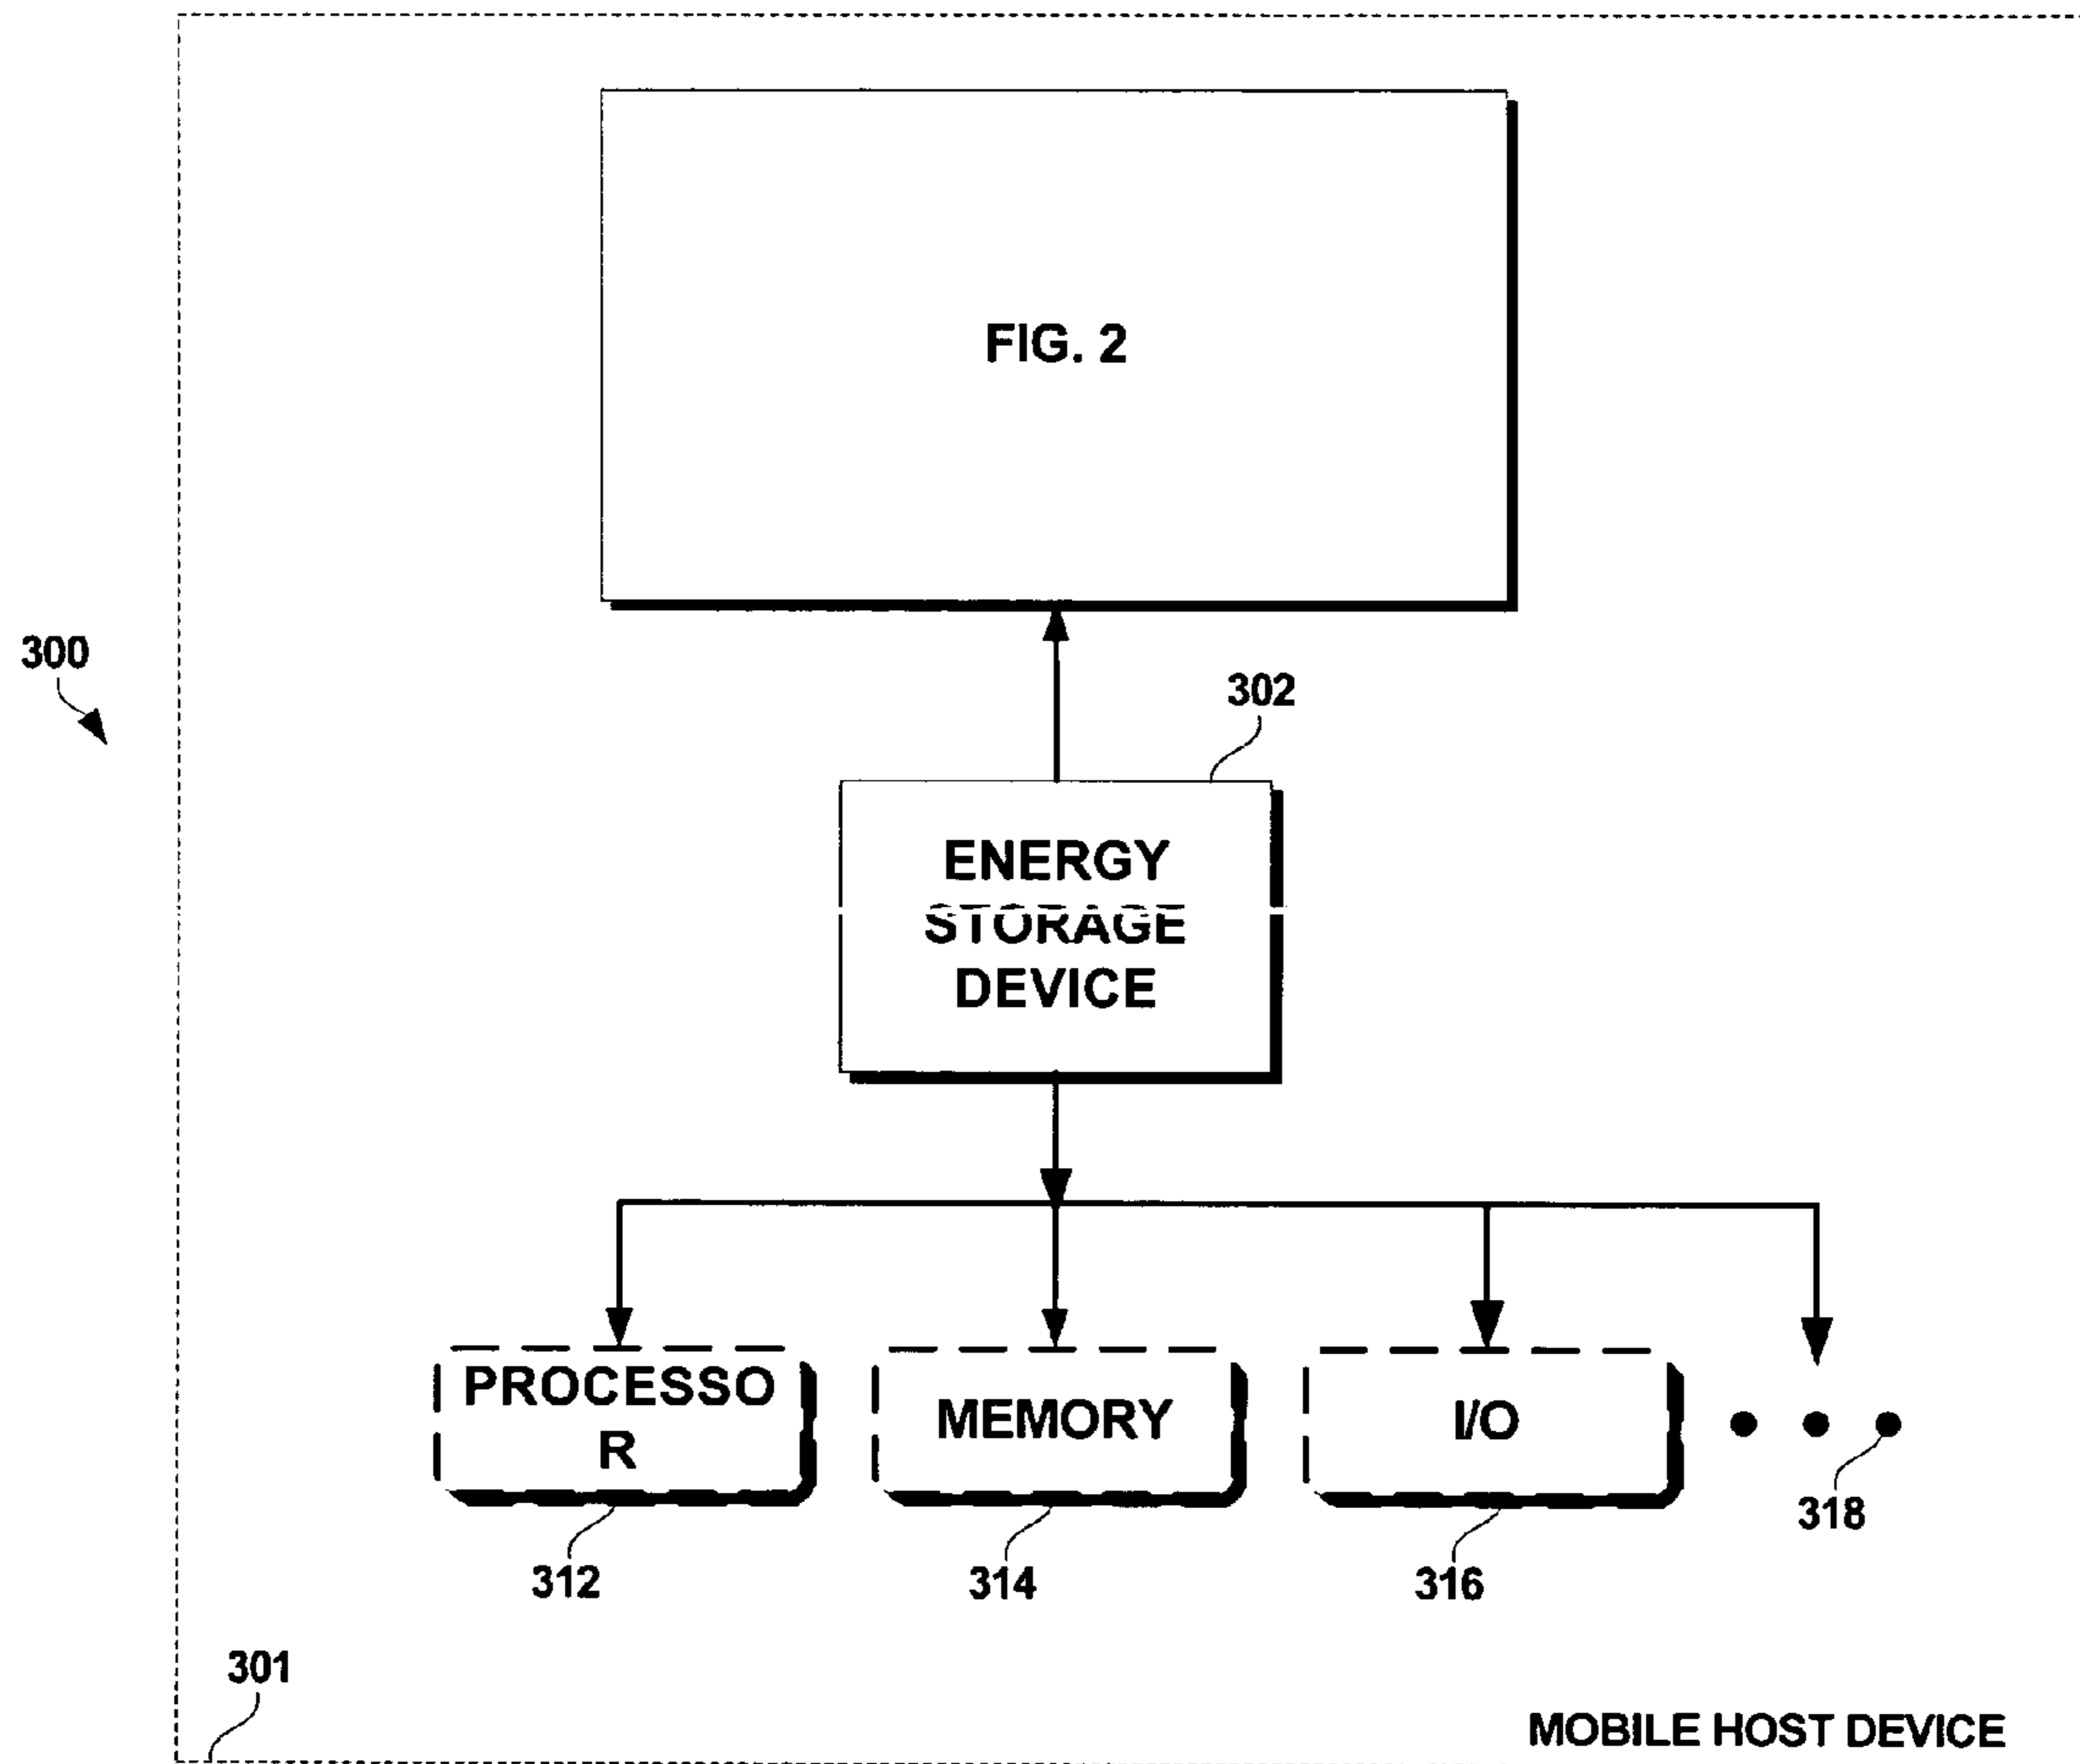 FIG. 2
300
302
ENERGY
STORAGE
DEVICE
PROCESSO
R
MEMORY
I/O
318
312
314
316
301
MOBILE HOST DEVICE